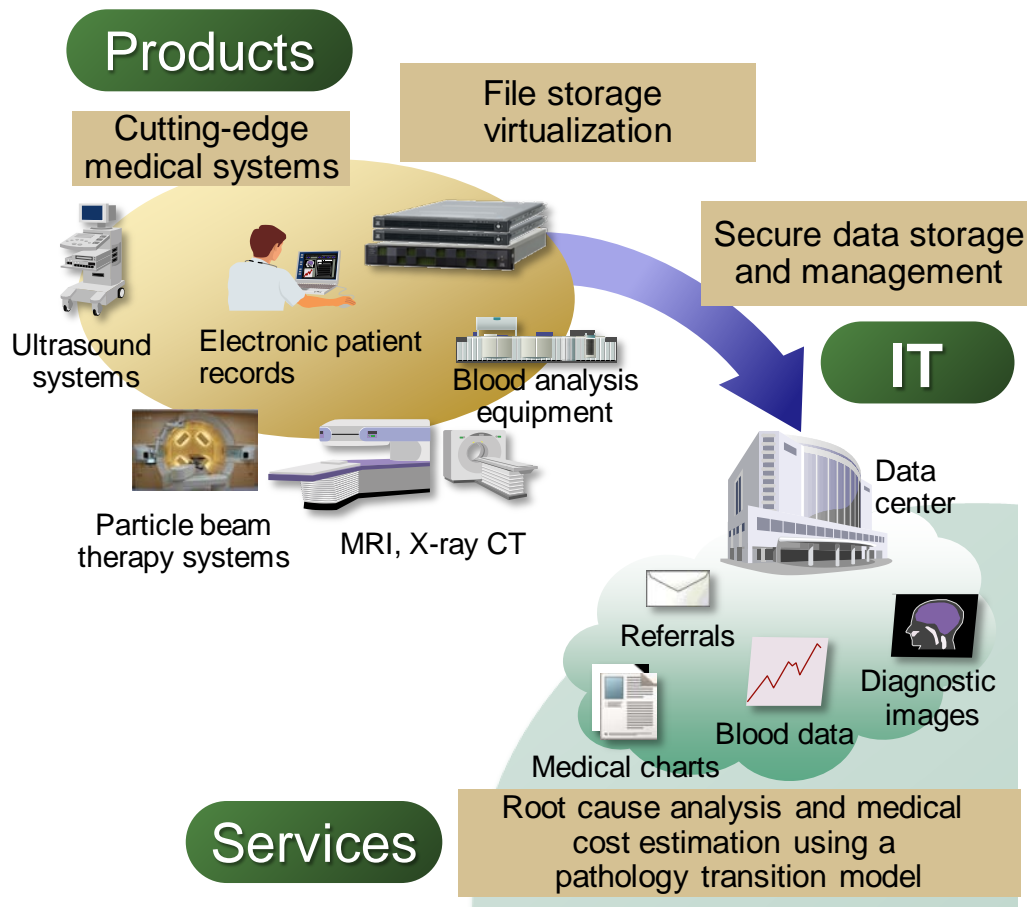 Products
File storage
virtualization
Cutting-edge
medical systems
Secure data storage
and management
Ultrasound
systems
Electronic patient
records
Blood analysis
equipment
IT
Particle beam
therapy systems
MRI, X-ray CT
Data
center
Referrals
Diagnostic
images
Blood data
Medical charts
Services
Root cause analysis and medical
cost estimation using a
pathology transition model